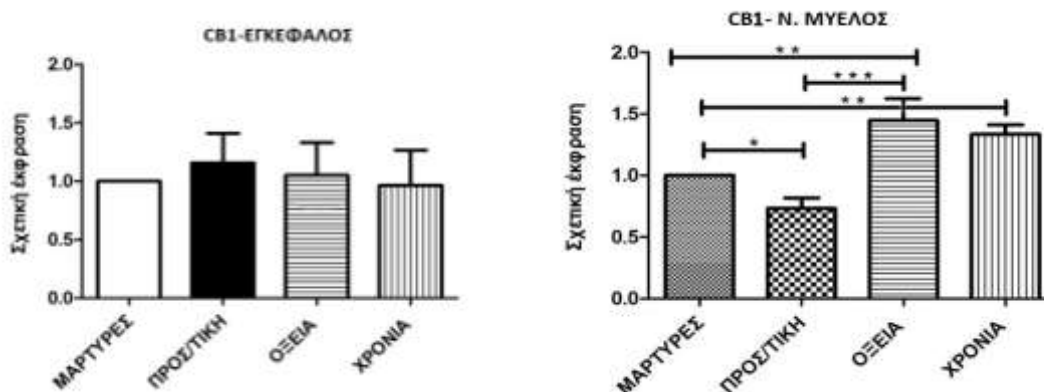 CB1-ΕΓΚΕΦΑΛΟΣ
2.0
1.5
1.0
0.5
0.0
Σχετική έκφραση
ΜΑΡΤΥΡΕΣ
ΠΡΟΣ/ΤΙΚΗ
ΟΞΕΙΑ
ΧΡΟΝΙΑ
CB1- Ν. ΜΥΕΛΟΣ
2.0
1.5
1.0
0.5
0.0
Σχετική έκφραση
* *
* * *
* *
*
ΜΑΡΤΥΡΕΣ
ΠΡΟΣ/ΤΙΚΗ
ΟΞΕΙΑ
ΧΡΟΝΙΑ